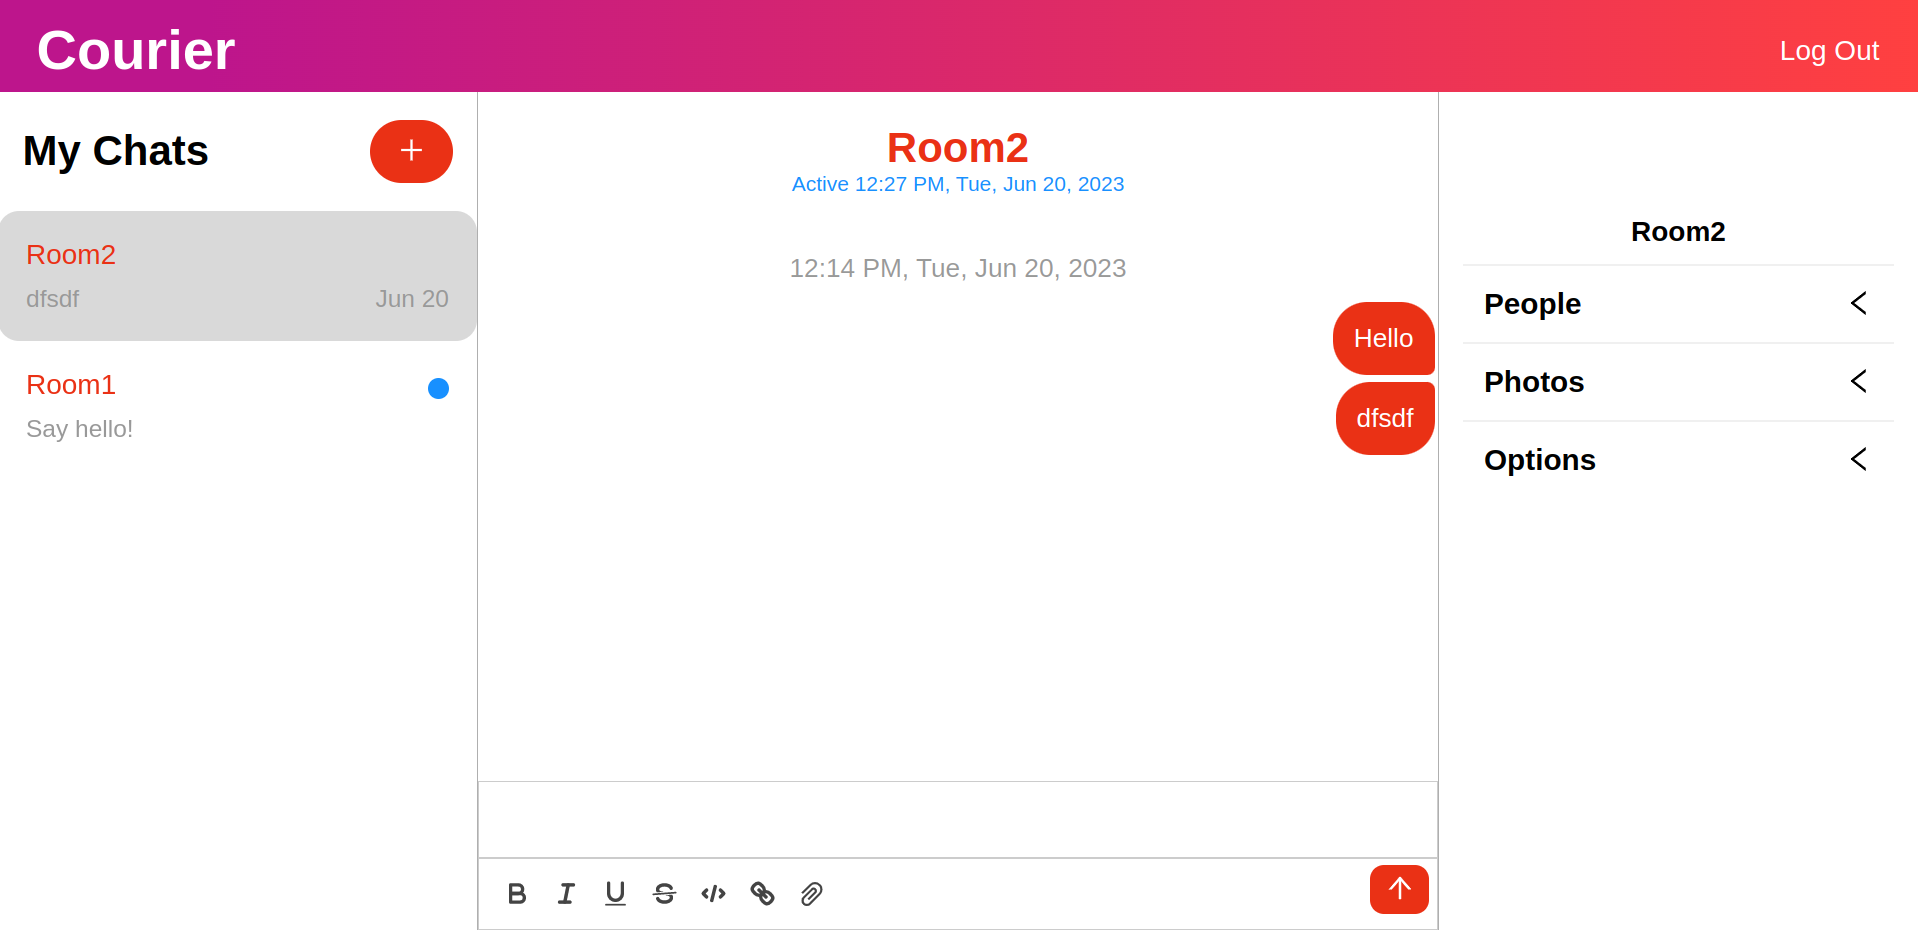 Courier
Log Out
My Chats
+
Room2
dfsdf
Jun 20
Room1
Say hello!
Room2
Active 12:27 PM, Tue, Jun 20, 2023
12:14 PM, Tue, Jun 20, 2023
Hello
dfsdf
B I U S </>
Room2
People <
Photos <
Options <